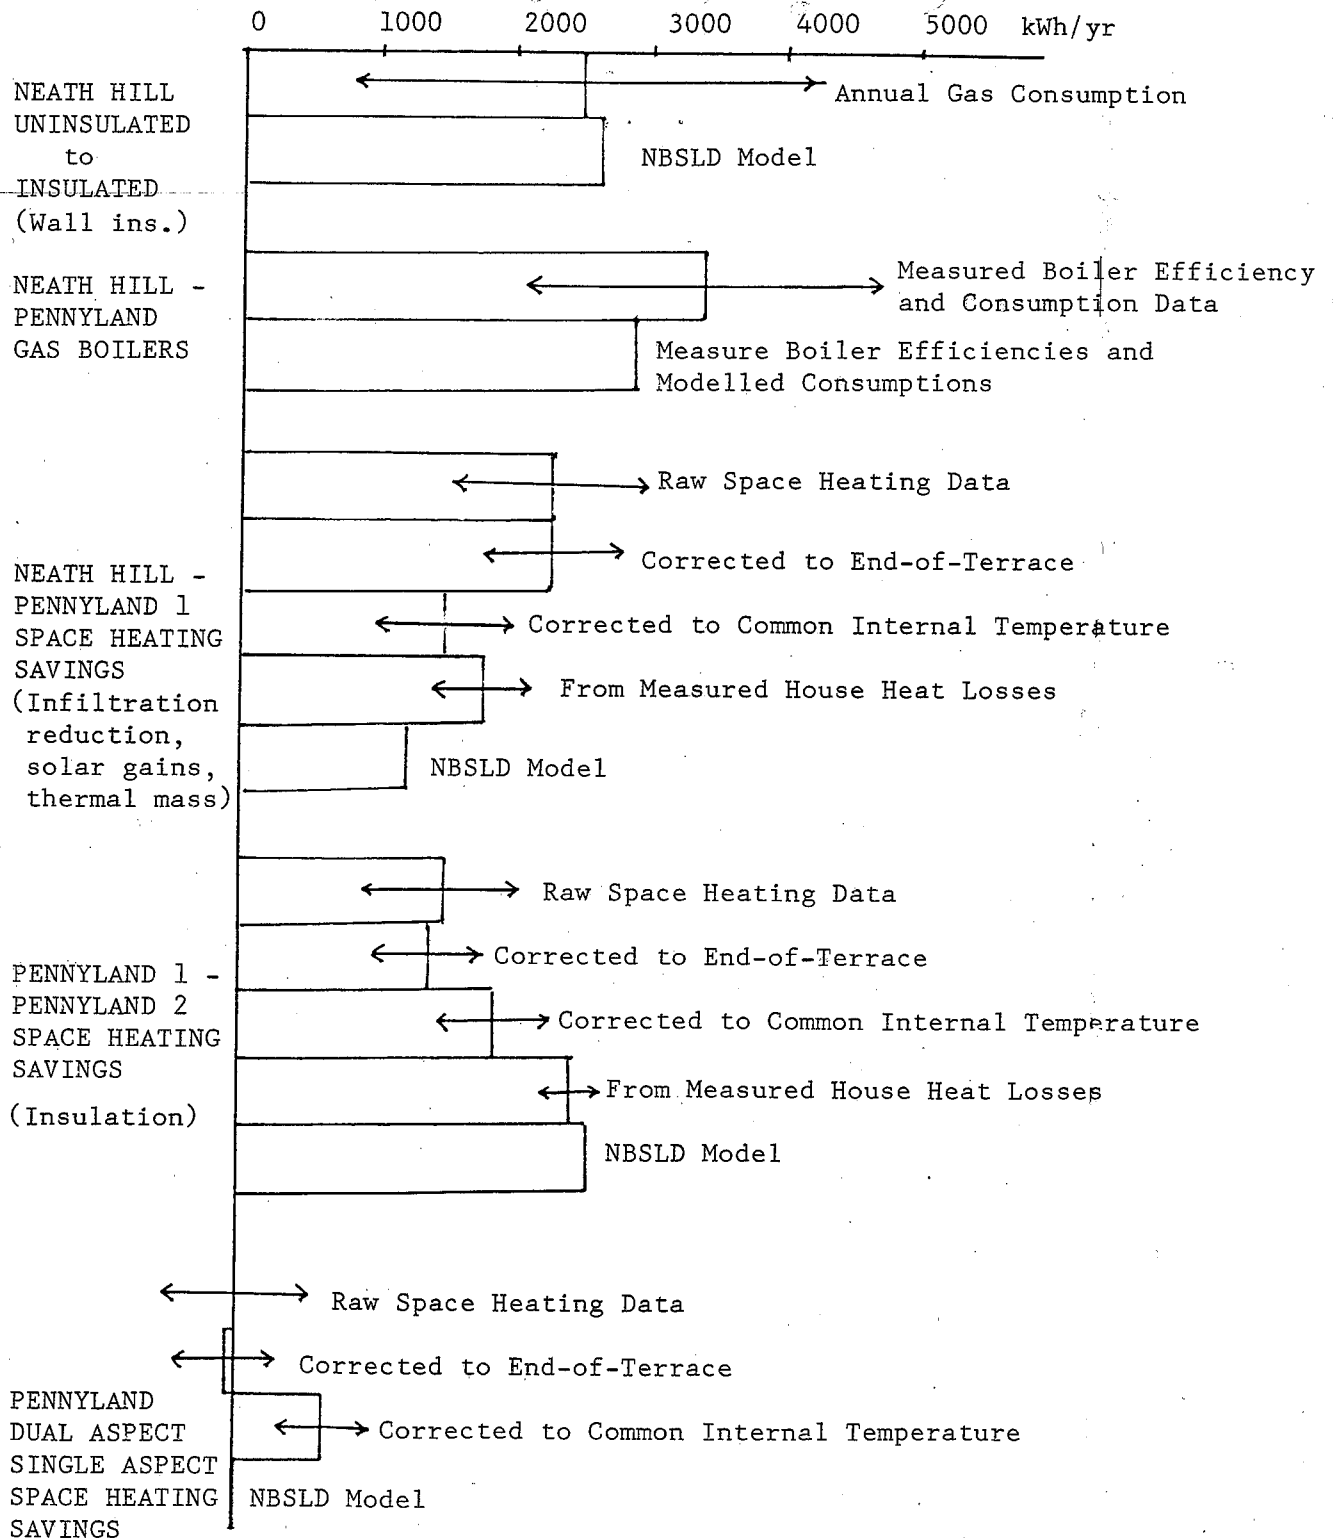 0 1000 2000 3000 4000 5000 kWh/yr
NEATH HILL
UNINSULATED
to
INSULATED
(Wall ins.)
Annual Gas Consumption
NBSLD Model
NEATH HILL -
PENNYLAND
GAS BOILERS
Measured Boiler Efficiency
and Consumption Data
Measure Boiler Efficiencies and
Modelled Consumptions
NEATH HILL -
PENNYLAND 1
SPACE HEATING
SAVINGS
(Infiltration
reduction,
solar gains,
thermal mass)
Raw Space Heating Data
Corrected to End-of-Terrace
Corrected to Common Internal Temperature
From Measured House Heat Losses
NBSLD Model
PENNYLAND 1 -
PENNYLAND 2
SPACE HEATING
SAVINGS
(Insulation)
Raw Space Heating Data
Corrected to End-of-Terrace
Corrected to Common Internal Temperature
From Measured House Heat Losses
NBSLD Model
PENNYLAND
DUAL ASPECT
SINGLE ASPECT
SPACE HEATING
SAVINGS
Raw Space Heating Data
Corrected to End-of-Terrace
Corrected to Common Internal Temperature
NBSLD Model